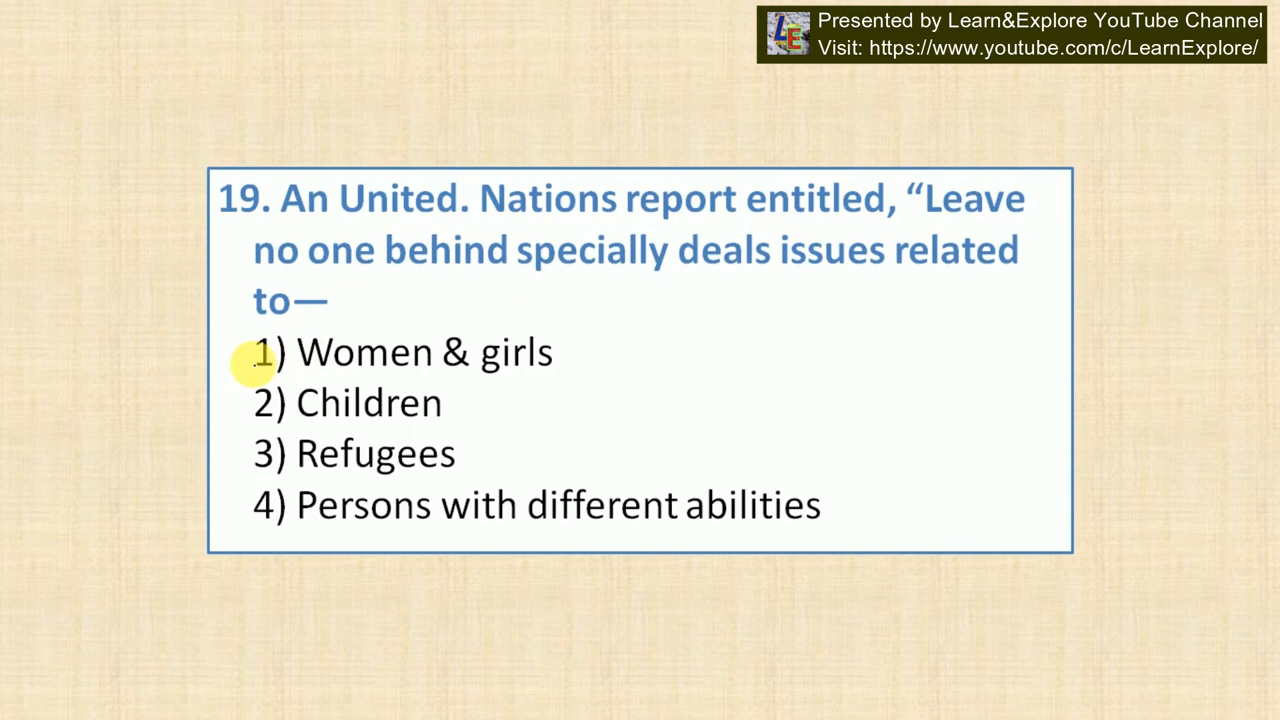 LE
Presented by Learn&Explore YouTube Channel
Visit: https://www.youtube.com/c/LearnExplore/
19. An United. Nations report entitled, “Leave
no one behind specially deals issues related
to—
1) Women & girls
2) Children
3) Refugees
4) Persons with different abilities